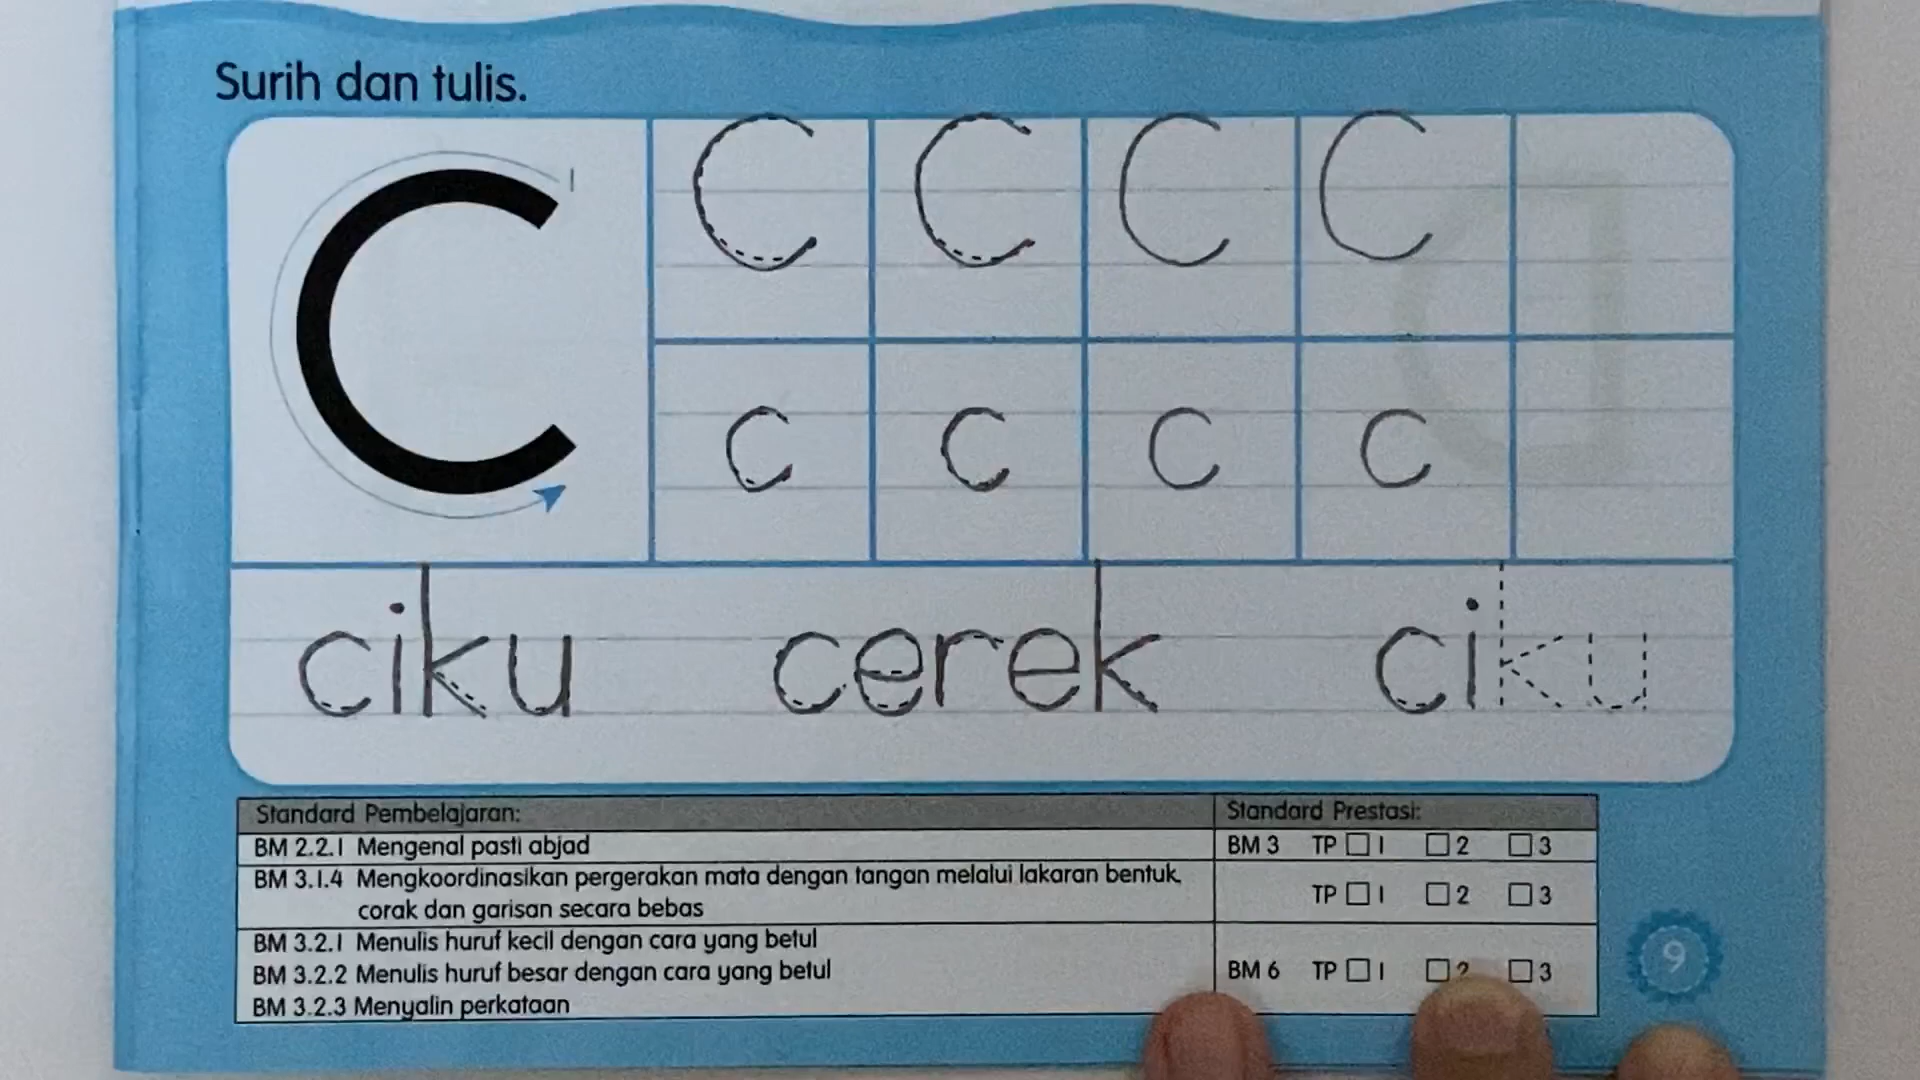 Surih dan tulis.
C C C C C
c c c c
ciku cerek ciku
Standard Pembelajaran: Standard Prestasi:
BM 2.2.1 Mengenal pasti abjad BM 3 TP 1 2 3
BM 3.1.4 Mengkoordinasikan pergerakan mata dengan tangan melalui lakaran bentuk,
corak dan garisan secara bebas TP 1 2 3
BM 3.2.1 Menulis huruf kecil dengan cara yang betul
BM 3.2.2 Menulis huruf besar dengan cara yang betul BM 6 TP 1 2 3
BM 3.2.3 Menyalin perkataan
9